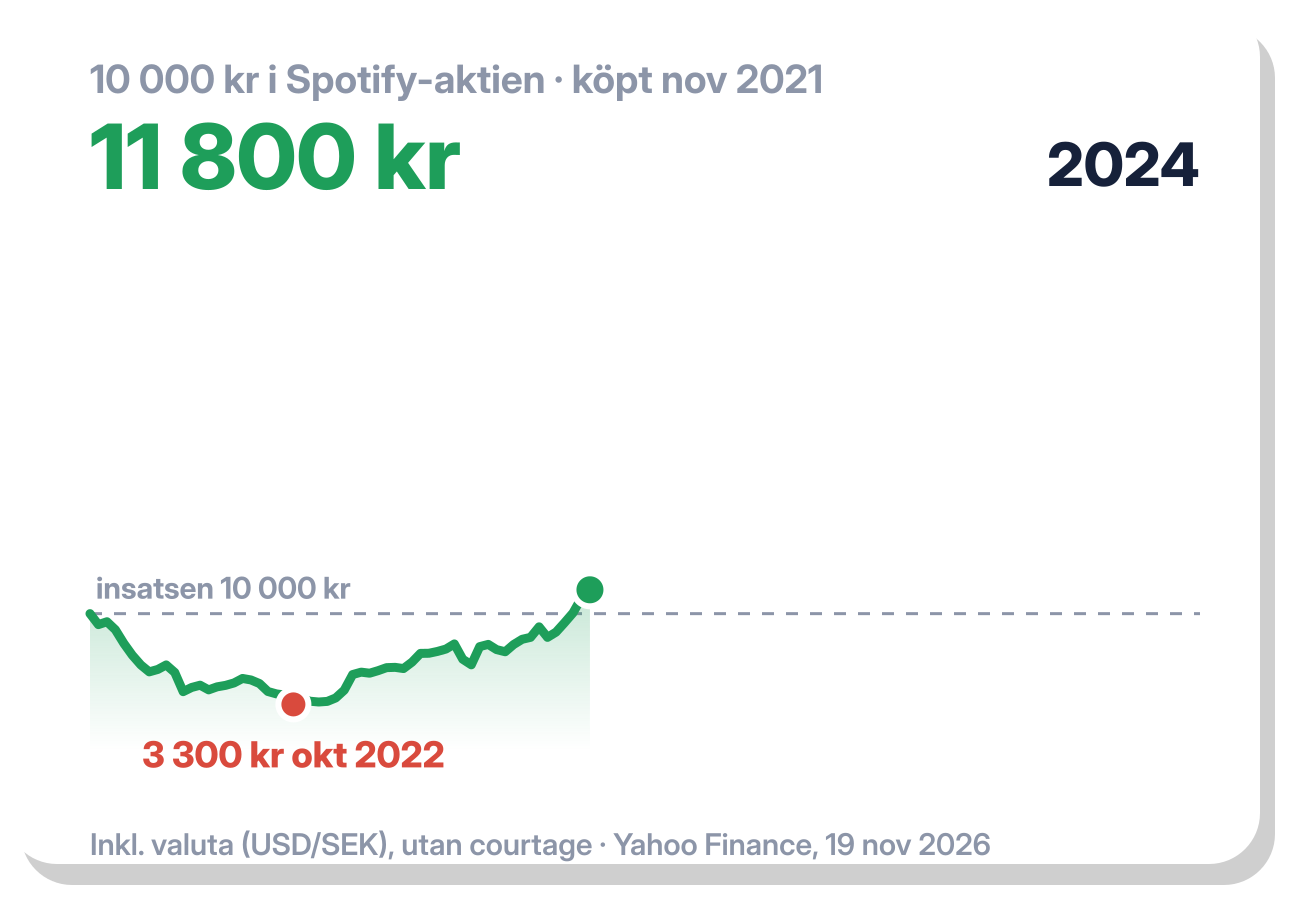 10 000 kr i Spotify-aktien · köpt nov 2021
11 800 kr
2024
insatsen 10 000 kr
3 300 kr okt 2022
Inkl. valuta (USD/SEK), utan courtage · Yahoo Finance, 19 nov 2026